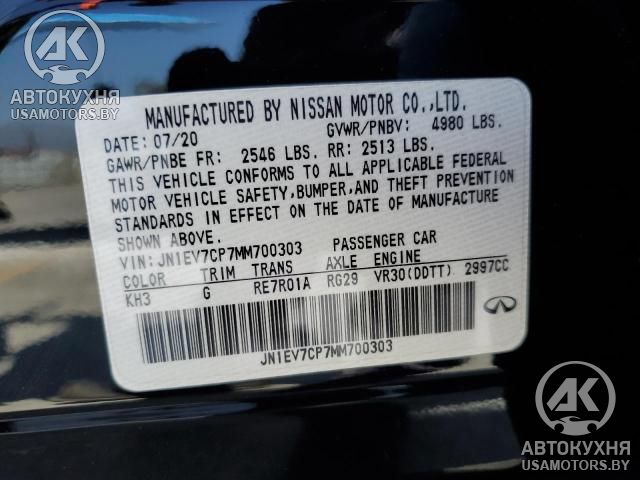 АК
АВТОКУХНЯ
USAMOTORS.BY
MANUFACTURED BY NISSAN MOTOR CO.,LTD.
DATE: 07/20 GVWR/PNBV: 4980 LBS.
GAWR/PNBE FR: 2546 LBS. RR: 2513 LBS.
THIS VEHICLE CONFORMS TO ALL APPLICABLE FEDERAL
MOTOR VEHICLE SAFETY,BUMPER,AND THEFT PREVENTION
STANDARDS IN EFFECT ON THE DATE OF MANUFACTURE
SHOWN ABOVE.
VIN: JN1EV7CP7MM700303 PASSENGER CAR
COLOR TRIM TRANS AXLE ENGINE
KH3 G RE7R01A RG29 VR30(DDTT) 2997CC
JN1EV7CP7MM700303
АК
АВТОКУХНЯ
USAMOTORS.BY